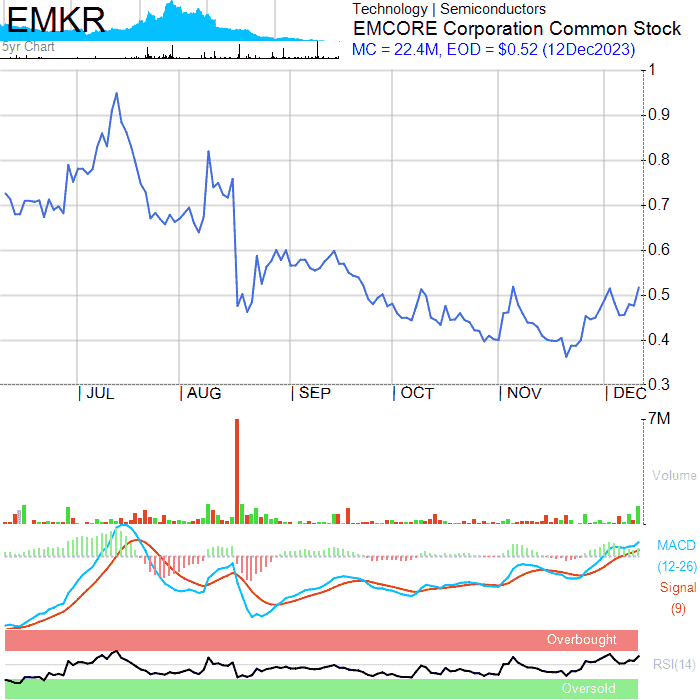 EMKR
5yr Chart
Technology | Semiconductors
EMCORE Corporation Common Stock
MC = 22.4M, EOD = $0.52 (12Dec2023)
1
0.9
0.8
0.7
0.6
0.5
0.4
0.3
| JUL | AUG | SEP | OCT | NOV | DEC
7M
Volume
MACD
(12-26)
Signal
(9)
Overbought
RSI(14)
Oversold